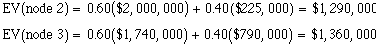 EV(node 2) = 0.60($2,000,000) + 0.40($225,000) = $1,290,000
EV(node 3) = 0.60($1,740,000) + 0.40($790,000) = $1,360,000